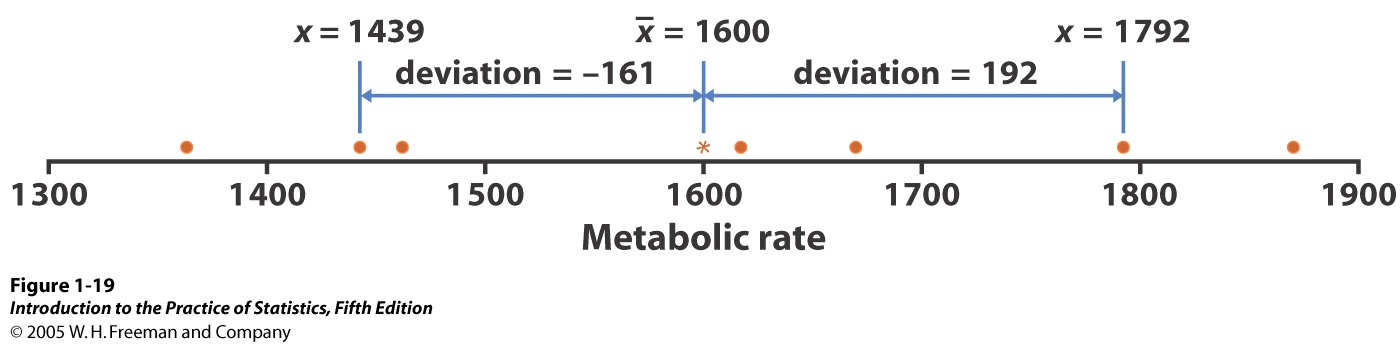 x = 1439 x̅ = 1600 x = 1792
deviation = –161 deviation = 192
*
1300 1400 1500 1600 1700 1800 1900
Metabolic rate
Figure 1-19
Introduction to the Practice of Statistics, Fifth Edition
© 2005 W. H. Freeman and Company